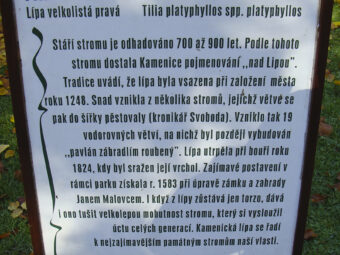 Lípa velkolistá pravá Tilia platyphyllos spp. platyphyllos
Stáří stromu je odhadováno 700 až 900 let. Podle tohoto
stromu dostala Kamenice pojmenování „nad Lipou".
Tradice uvádí, že lípa byla vsazena při založení města
roku 1248. Snad vznikla z několika stromů, jejichž větve se
pak do šířky pěstovaly (kronikář Svoboda). Vzniklo tak 19
vodorovných větví, na nichž byl později vybudován
„pavlán zábradlím roubený". Lípa utrpěla při bouři roku
1824, kdy byl sražen její vrchol. Zajímavé postavení v
rámci parku získala r. 1583 při úpravě zámku a zahrady
Janem Malovcem. I když z lípy zůstává jen torzo, dává
i ono tušit velkolepou mohutnost stromu, který si vysloužil
úctu celých generací. Kamenická lípa se řadí
k nejzajímavějším památným stromům naší vlasti.